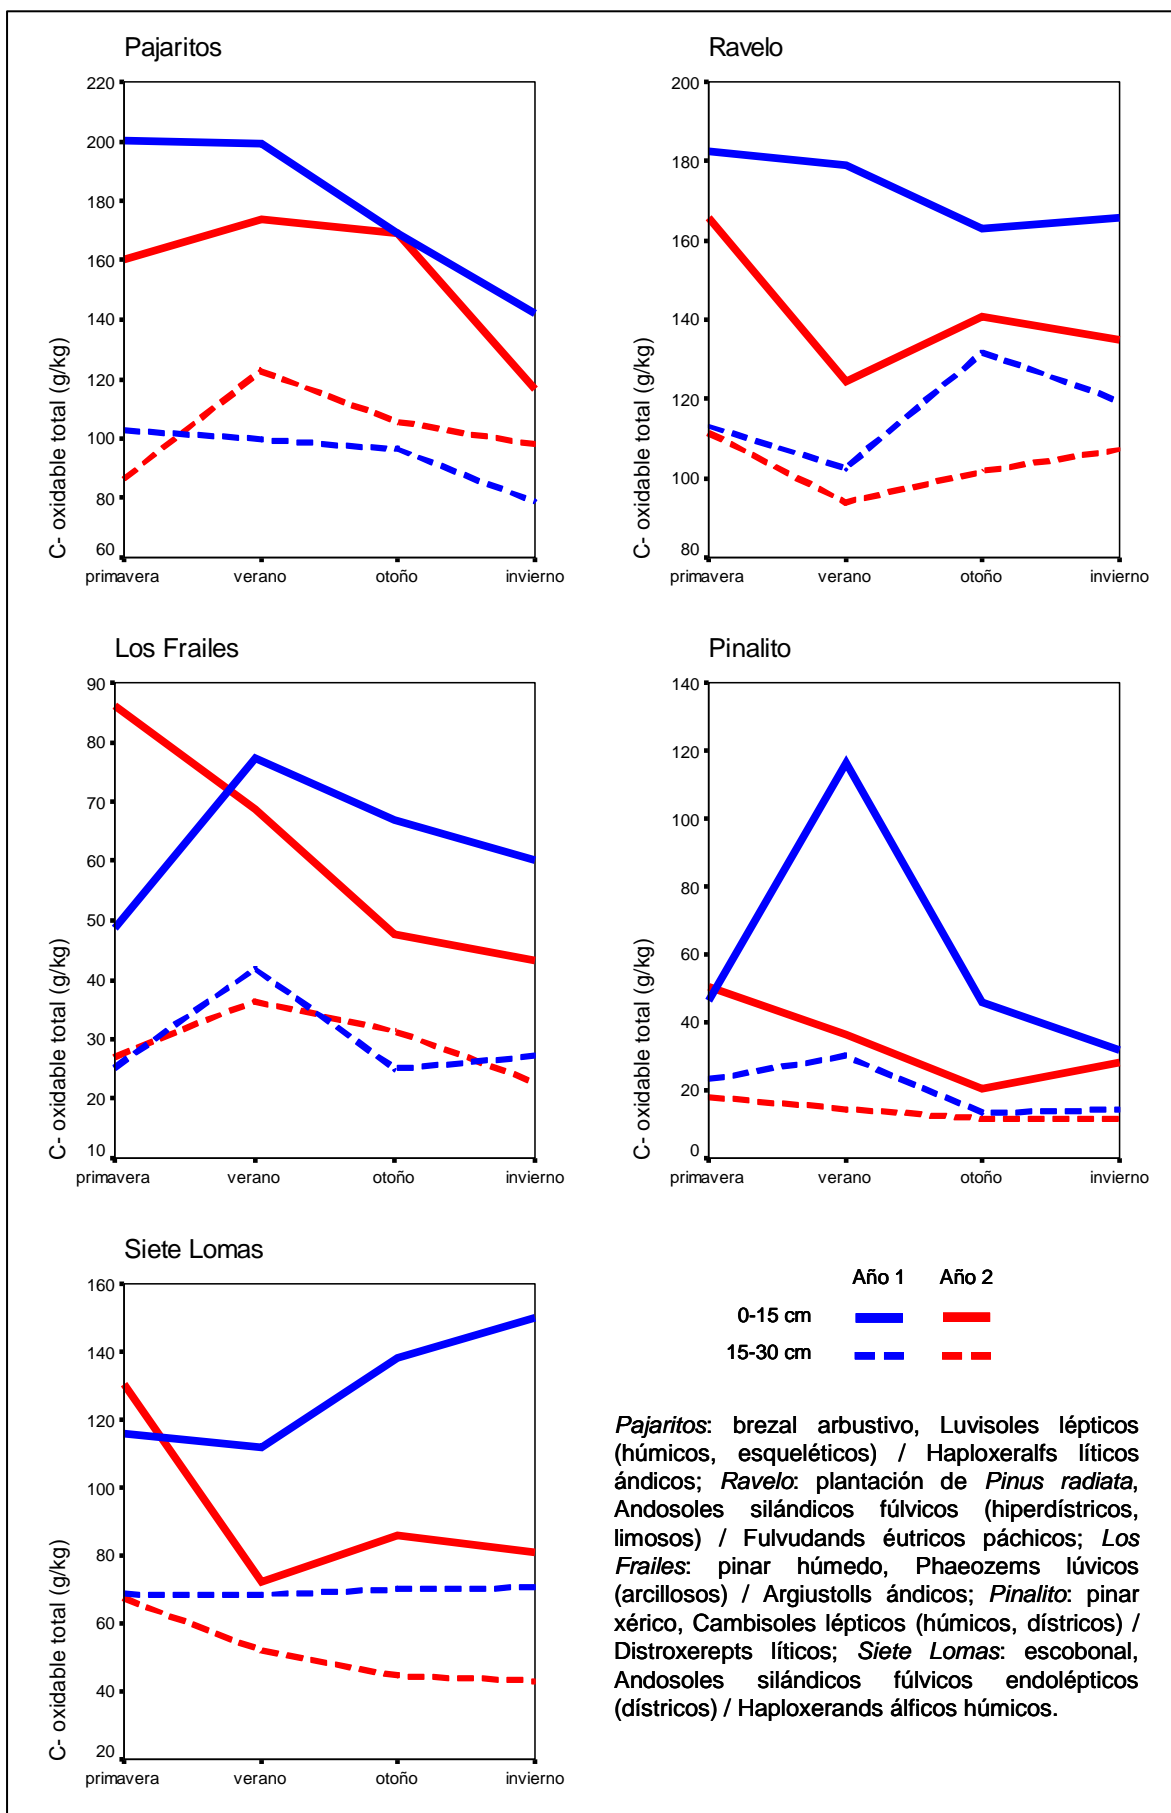 Pajaritos
220
200
180
160
140
120
100
80
60
C- oxidable total (g/kg)
primavera verano otoño invierno
Ravelo
200
180
160
140
120
100
80
C- oxidable total (g/kg)
primavera verano otoño invierno
Los Frailes
90
80
70
60
50
40
30
20
10
C- oxidable total (g/kg)
primavera verano otoño invierno
Pinalito
140
120
100
80
60
40
20
0
C- oxidable total (g/kg)
primavera verano otoño invierno
Siete Lomas
160
140
120
100
80
60
40
20
C- oxidable total (g/kg)
primavera verano otoño invierno
Año 1 Año 2
0-15 cm
15-30 cm
Pajaritos: brezal arbustivo, Luvisoles lépticos
(húmicos, esqueléticos) / Haploxeralfs líticos
ándicos; Ravelo: plantación de Pinus radiata,
Andosoles silándicos fúlvicos (hiperdístricos,
limosos) / Fulvudands éutricos páchicos; Los
Frailes: pinar húmedo, Phaeozems lúvicos
(arcillosos) / Argiustolls ándicos; Pinalito: pinar
xérico, Cambisoles lépticos (húmicos, dístricos) /
Distroxerepts líticos; Siete Lomas: escobonal,
Andosoles silándicos fúlvicos endolépticos
(dístricos) / Haploxerands álficos húmicos.